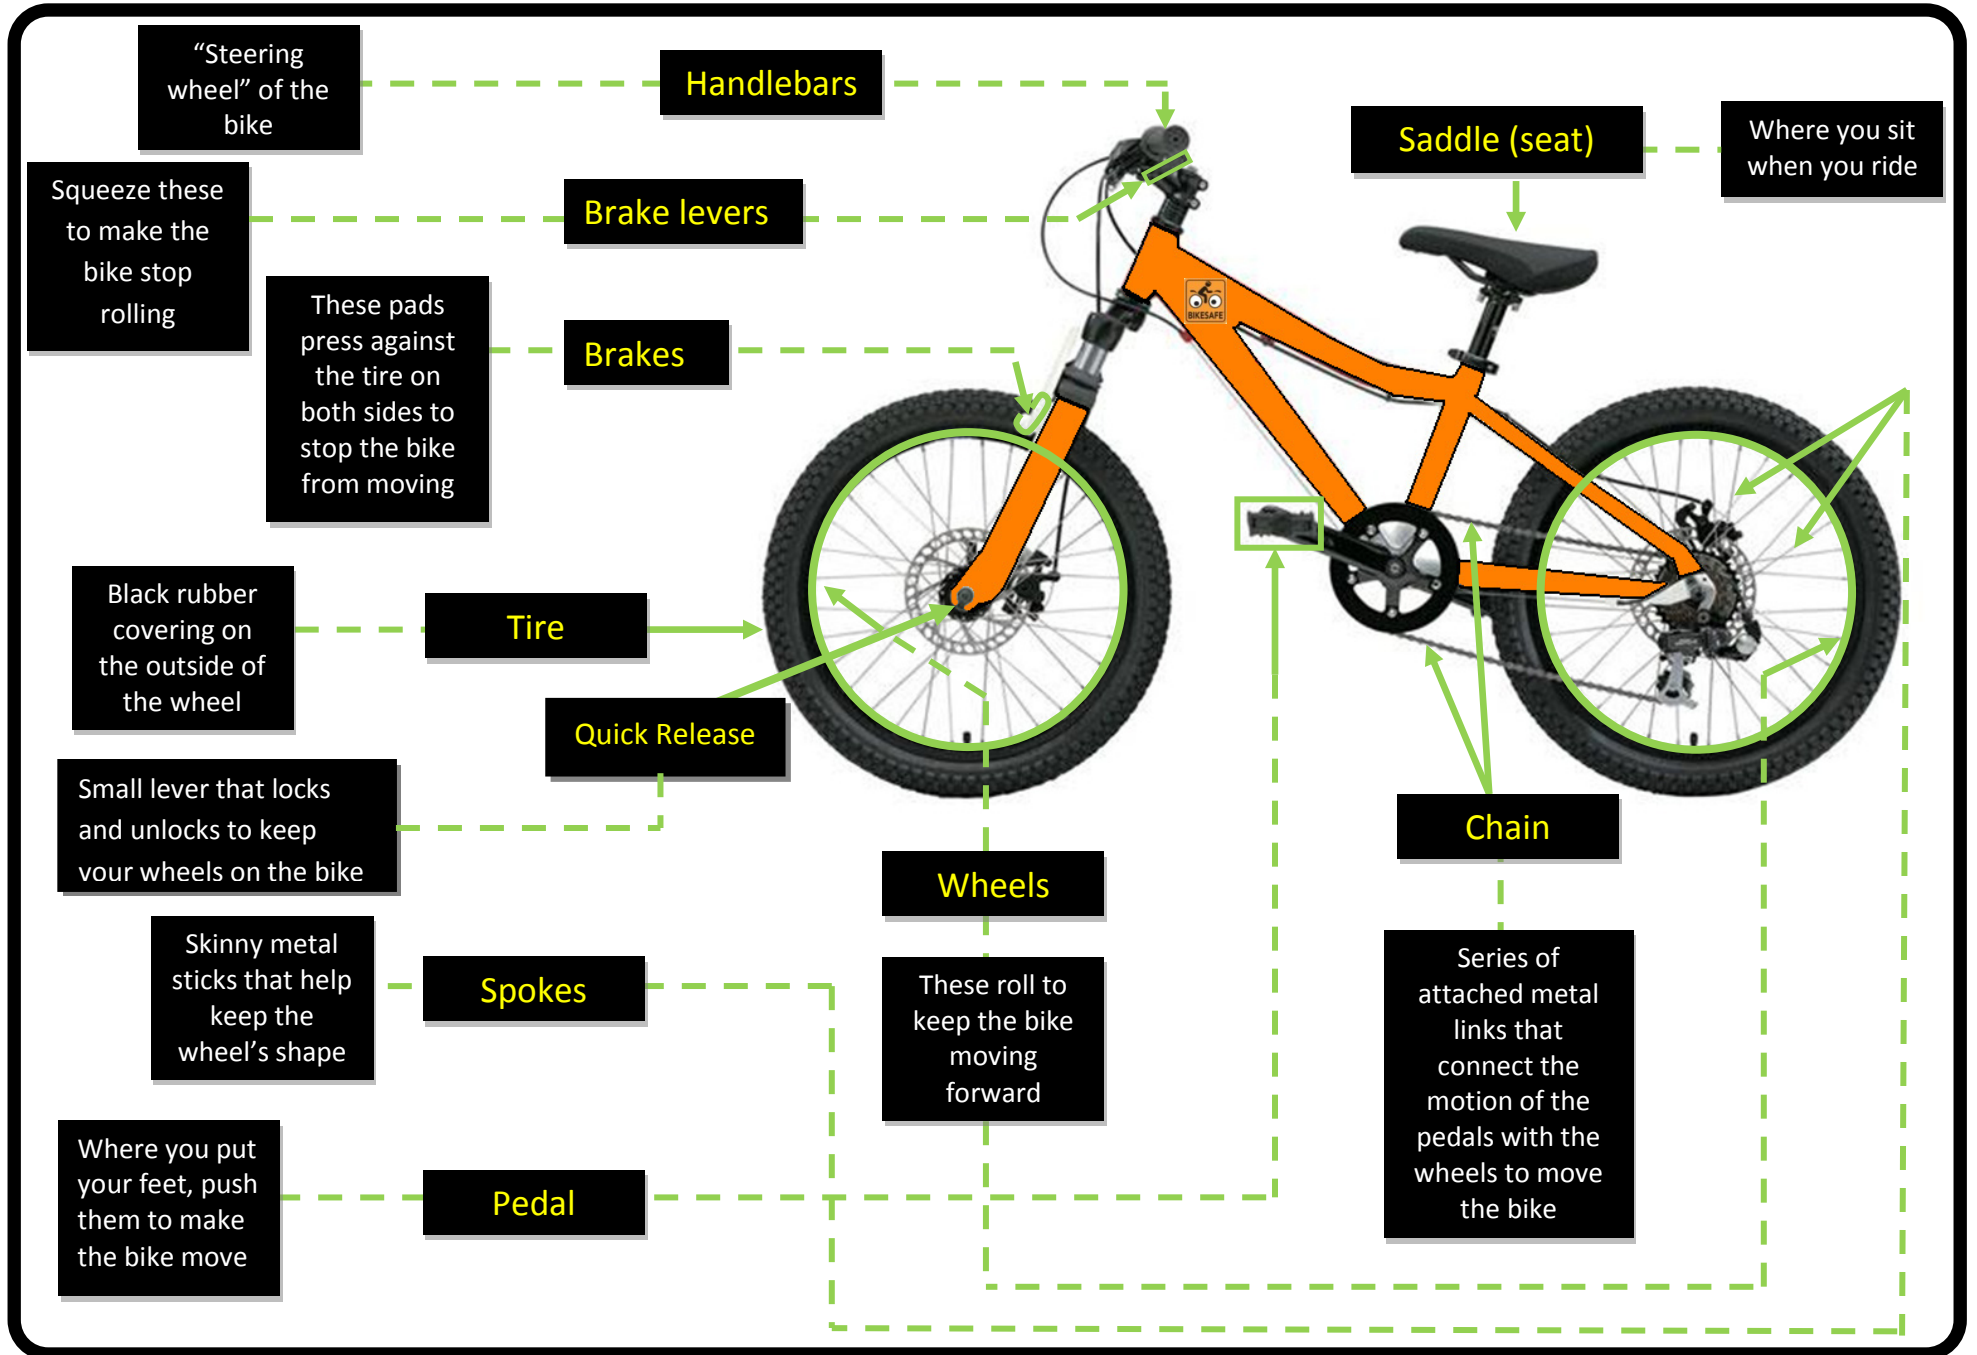 “Steering
wheel” of the
bike
Handlebars
Saddle (seat)
Where you sit
when you ride
Squeeze these
to make the
bike stop
rolling
Brake levers
These pads
press against
the tire on
both sides to
stop the bike
from moving
Brakes
BIKESAFE
Black rubber
covering on
the outside of
the wheel
Tire
Quick Release
Small lever that locks
and unlocks to keep
your wheels on the bike
Wheels
These roll to
keep the bike
moving
forward
Chain
Series of
attached metal
links that
connect the
motion of the
pedals with the
wheels to move
the bike
Skinny metal
sticks that help
keep the
wheel’s shape
Spokes
Where you put
your feet, push
them to make
the bike move
Pedal